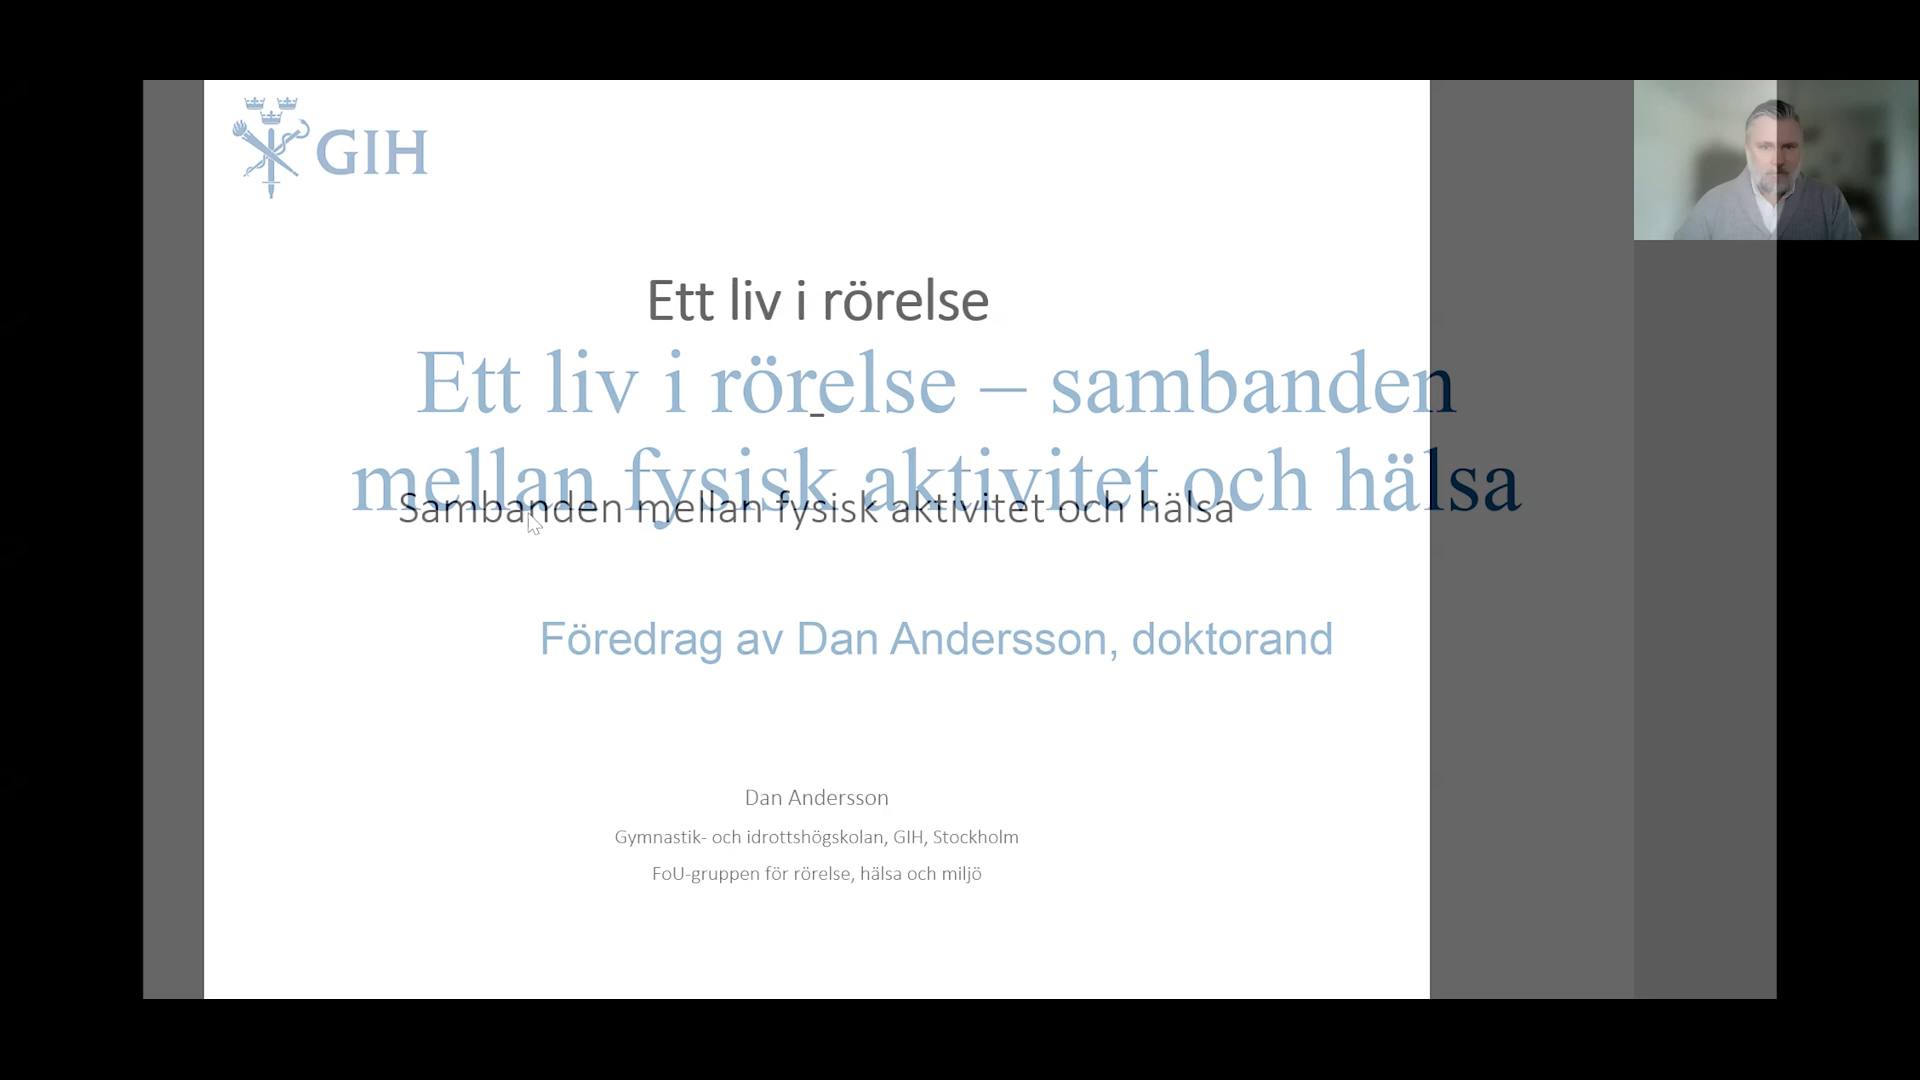 GIH
Ett liv i rörelse
Ett liv i rörelse – sambanden
mellan fysisk aktivitet och hälsa
-
Sambanden mellan fysisk aktivitet och hälsa
Föredrag av Dan Andersson, doktorand
Dan Andersson
Gymnastik- och idrottshögskolan, GIH, Stockholm
FoU-gruppen för rörelse, hälsa och miljö